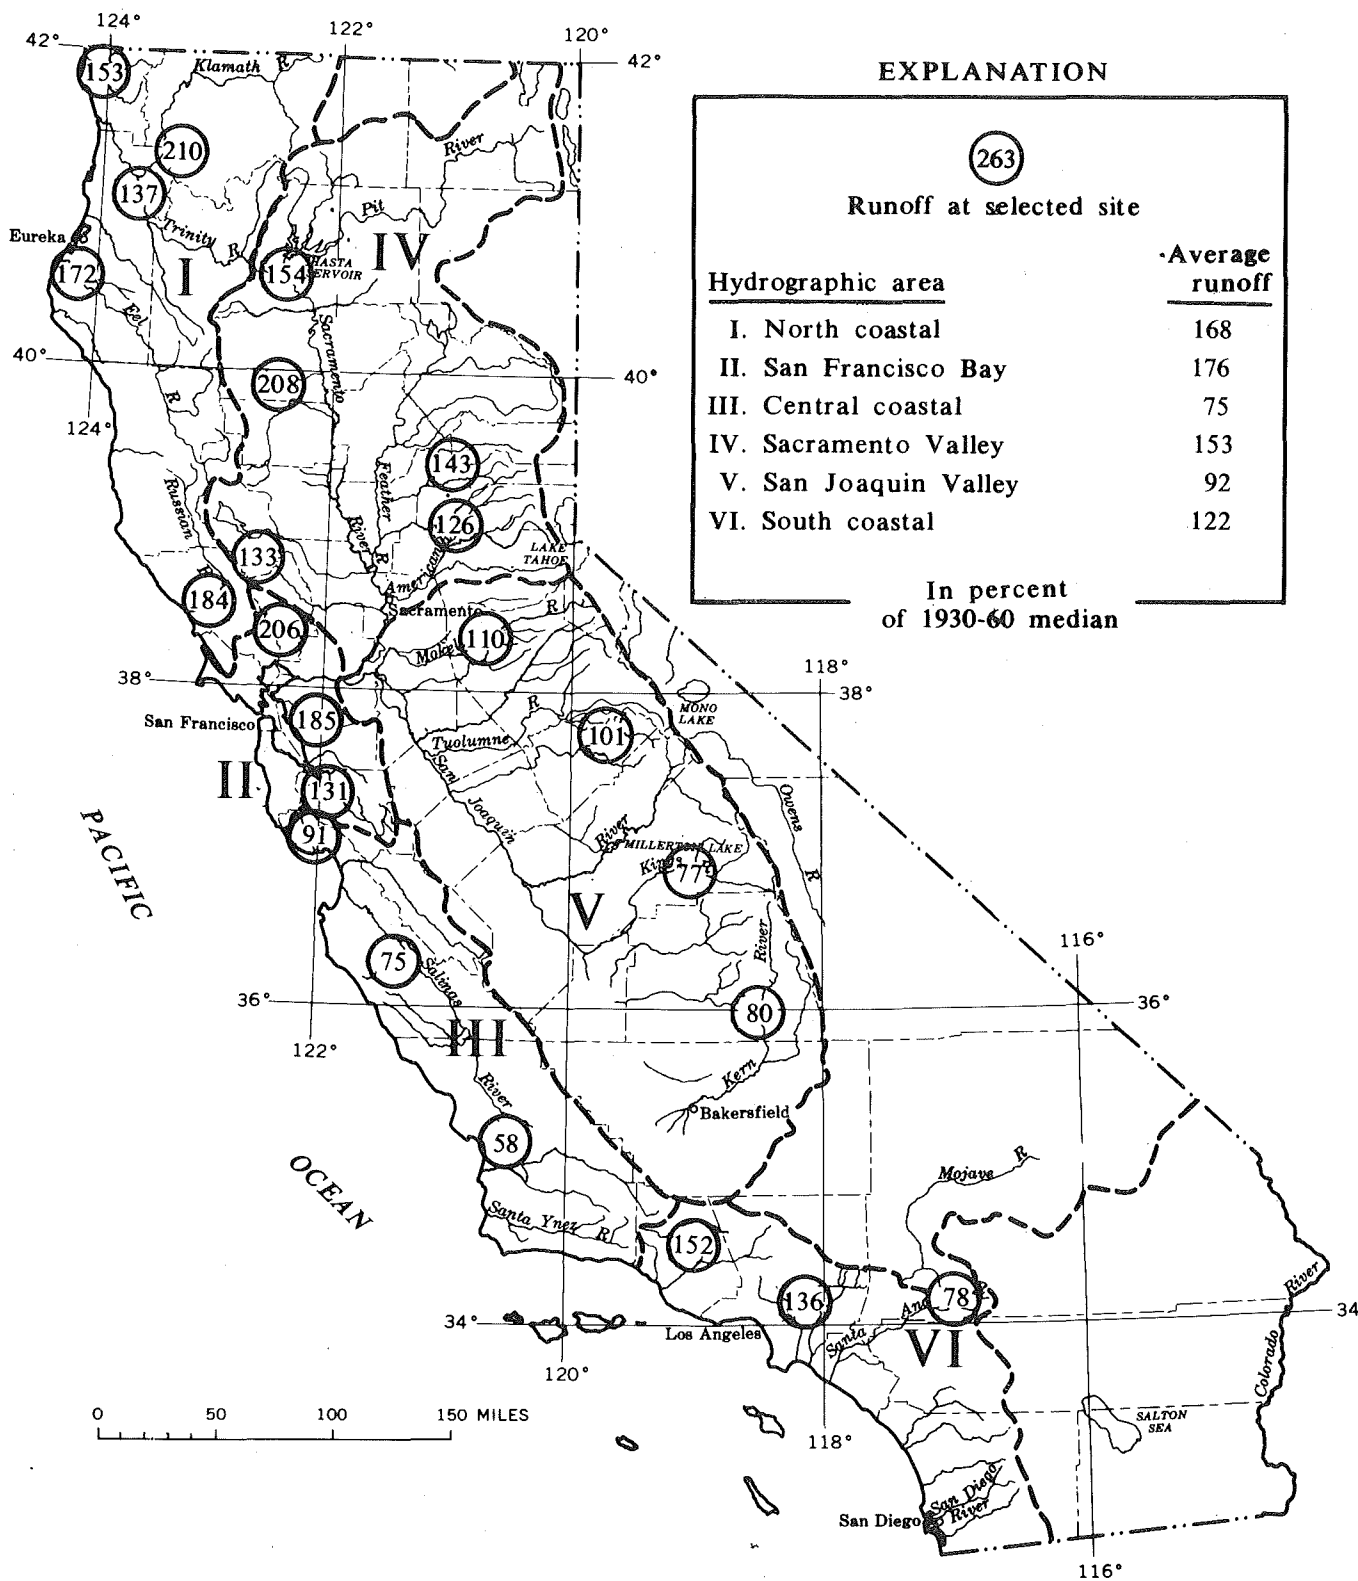 124°
122°
120°
42°
42°
153
Klamath R
EXPLANATION
263
Runoff at selected site
Average
Hydrographic area runoff
I. North coastal 168
II. San Francisco Bay 176
III. Central coastal 75
IV. Sacramento Valley 153
V. San Joaquin Valley 92
VI. South coastal 122
In percent
of 1930-60 median
210
River
137
Pit
Trinity R
Eureka
IV
I
172
154
Eel
R
Sacramento
River
40°
40°
208
124°
143
Feather
R
126
Russian
R
133
LAKE
TAHOE
American
184
Sacramento
206
110
R
118°
38°
38°
San Francisco
185
MONO
LAKE
Tuolumne R
101
II
131
San
Joaquin
River
Owens
R
91
MILLERTON LAKE
Kings R
77
PACIFIC
V
River
116°
75
Salinas
River
36°
36°
80
122°
III
Kern
Bakersfield
58
OCEAN
Mojave R
Santa Ynez R
152
136
78
Santa Ana
R
River
Colorado
34°
34
Los Angeles
VI
120°
0 50 100 150 MILES
SALTON
SEA
118°
San Diego
San Diego
River
116°